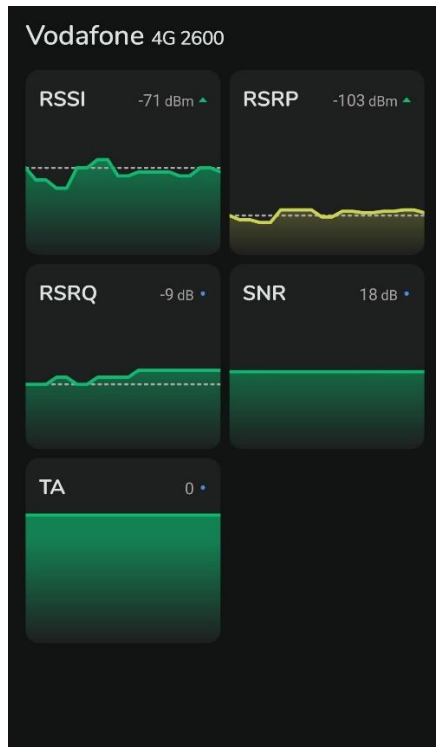 Vodafone 4G 2600
RSSI -71 dBm
RSRP -103 dBm
RSRQ -9 dB
SNR 18 dB
TA 0